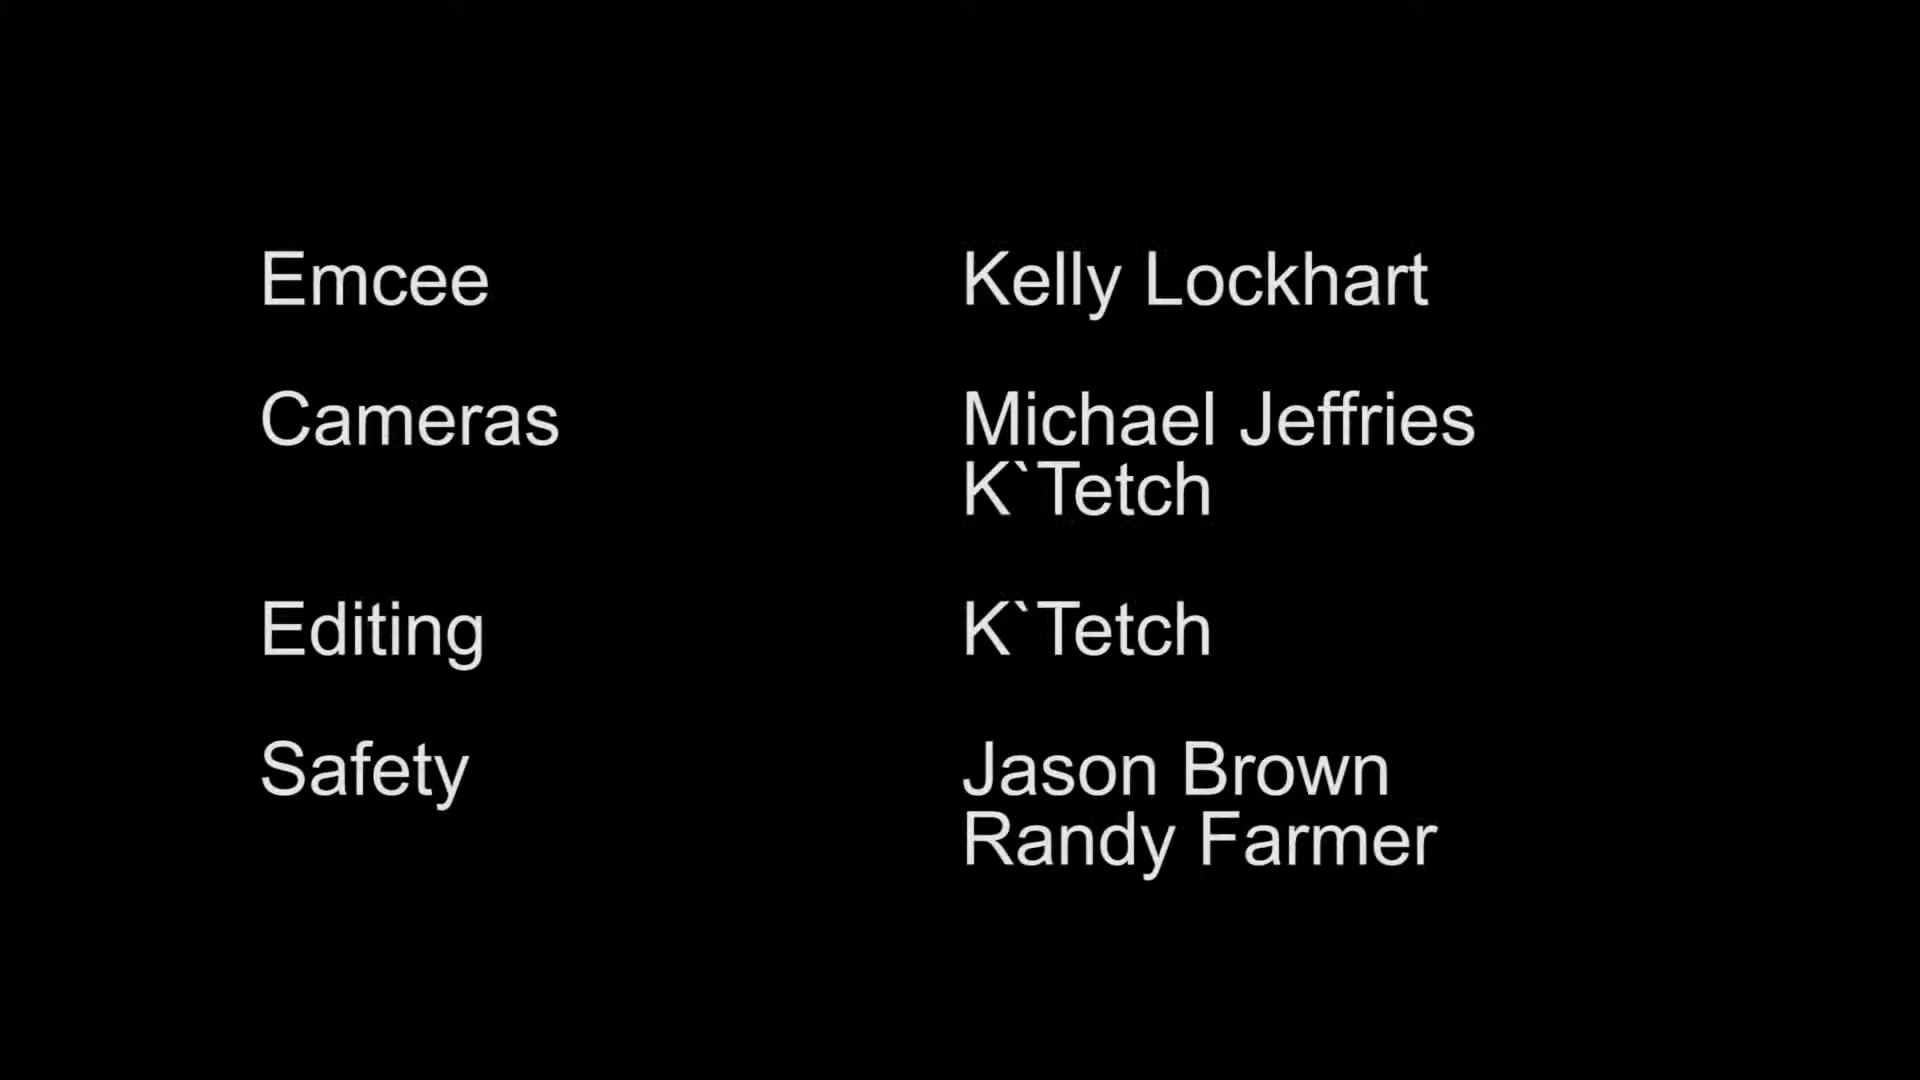 Emcee Kelly Lockhart
Cameras Michael Jeffries
K`Tetch
Editing K`Tetch
Safety Jason Brown
Randy Farmer